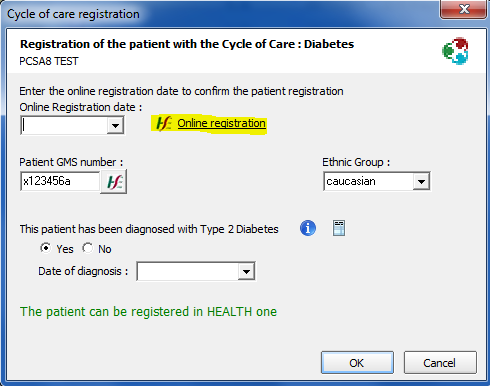 Cycle of care registration
Registration of the patient with the Cycle of Care : Diabetes
PCSA8 TEST
Enter the online registration date to confirm the patient registration
Online Registration date :
Online registration
Patient GMS number :
Ethnic Group :
x123456a
caucasian
This patient has been diagnosed with Type 2 Diabetes
Yes No
Date of diagnosis :
The patient can be registered in HEALTH one
OK Cancel